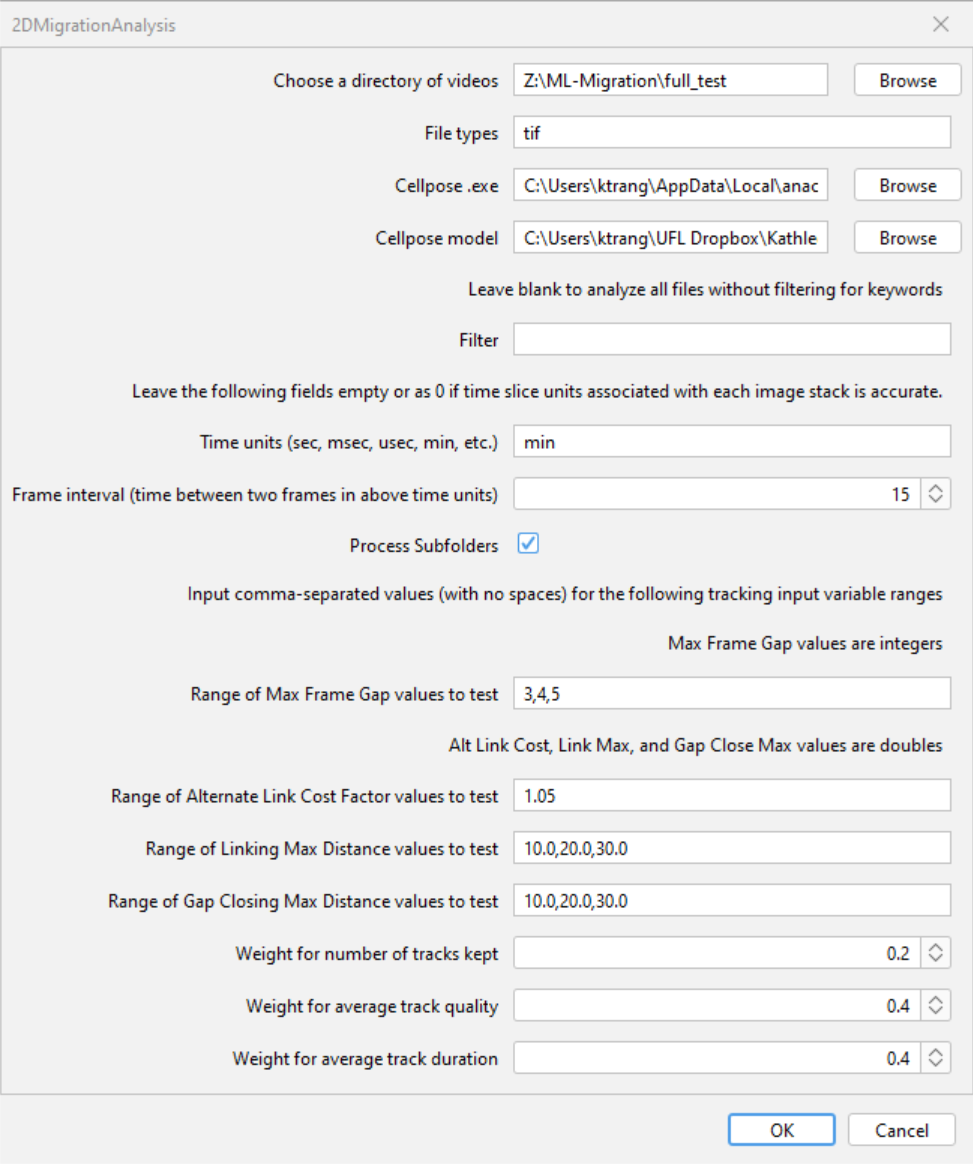 2DMigrationAnalysis
Choose a directory of videos Z:\ML-Migration\full_test Browse
File types tif
Cellpose .exe C:\Users\ktrang\AppData\Local\anac Browse
Cellpose model C:\Users\ktrang\UFL Dropbox\Kathle Browse
Leave blank to analyze all files without filtering for keywords
Filter
Leave the following fields empty or as 0 if time slice units associated with each image stack is accurate.
Time units (sec, msec, usec, min, etc.) min
Frame interval (time between two frames in above time units) 15
Process Subfolders
Input comma-separated values (with no spaces) for the following tracking input variable ranges
Max Frame Gap values are integers
Range of Max Frame Gap values to test 3,4,5
Alt Link Cost, Link Max, and Gap Close Max values are doubles
Range of Alternate Link Cost Factor values to test 1.05
Range of Linking Max Distance values to test 10.0,20.0,30.0
Range of Gap Closing Max Distance values to test 10.0,20.0,30.0
Weight for number of tracks kept 0.2
Weight for average track quality 0.4
Weight for average track duration 0.4
OK Cancel